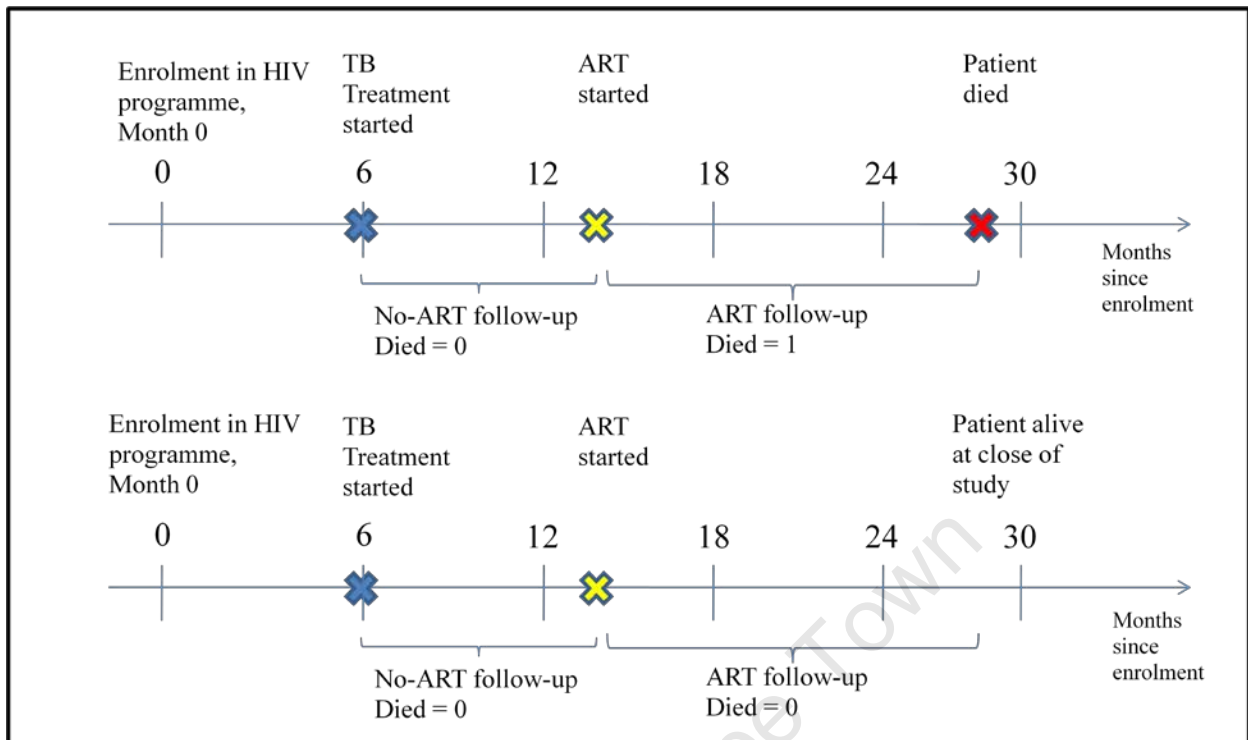 Enrolment in HIV
programme,
Month 0
TB
Treatment
started
ART
started
Patient
died
0 6 12 18 24 30
Months
since
enrolment
No-ART follow-up
Died = 0
ART follow-up
Died = 1
Enrolment in HIV
programme,
Month 0
TB
Treatment
started
ART
started
Patient alive
at close of
study
0 6 12 18 24 30
Months
since
enrolment
No-ART follow-up
Died = 0
ART follow-up
Died = 0
Town